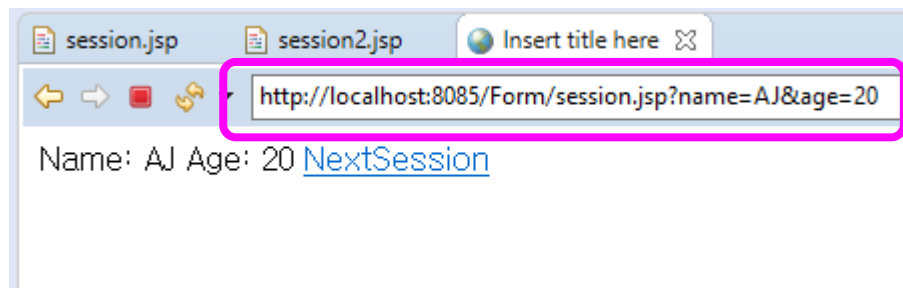 session.jsp session2.jsp Insert title here
http://localhost:8085/Form/session.jsp?name=AJ&age=20
Name: AJ Age: 20 NextSession